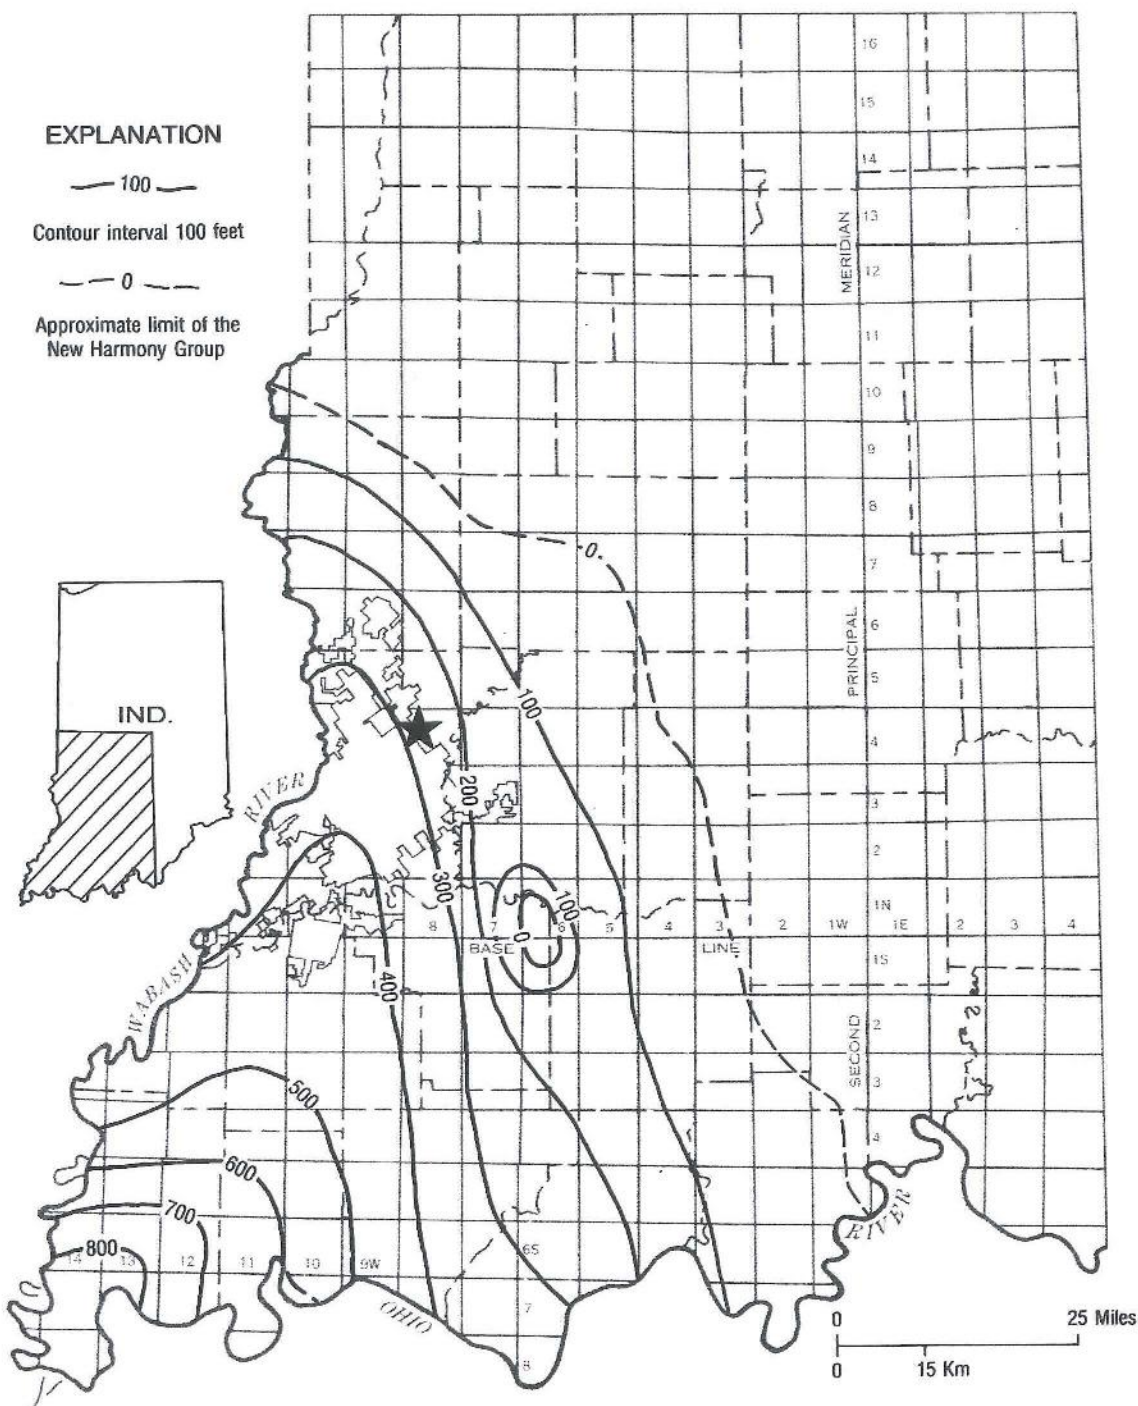 EXPLANATION
100
Contour interval 100 feet
0
Approximate limit of the
New Harmony Group
IND.
16
15
14
13
12
11
10
9
8
7
6
5
4
3
2
1N
MERIDIAN
PRINCIPAL
SECOND
0
100
200
300
100
0
400
500
600
700
800
8 7 6 5 4 3 2 1W 1E 2 3 4
BASE LINE
1S
2
3
4
6S
7
8
14 13 12 11 10 9W
WABASH RIVER
OHIO RIVER
0 25 Miles
0 15 Km